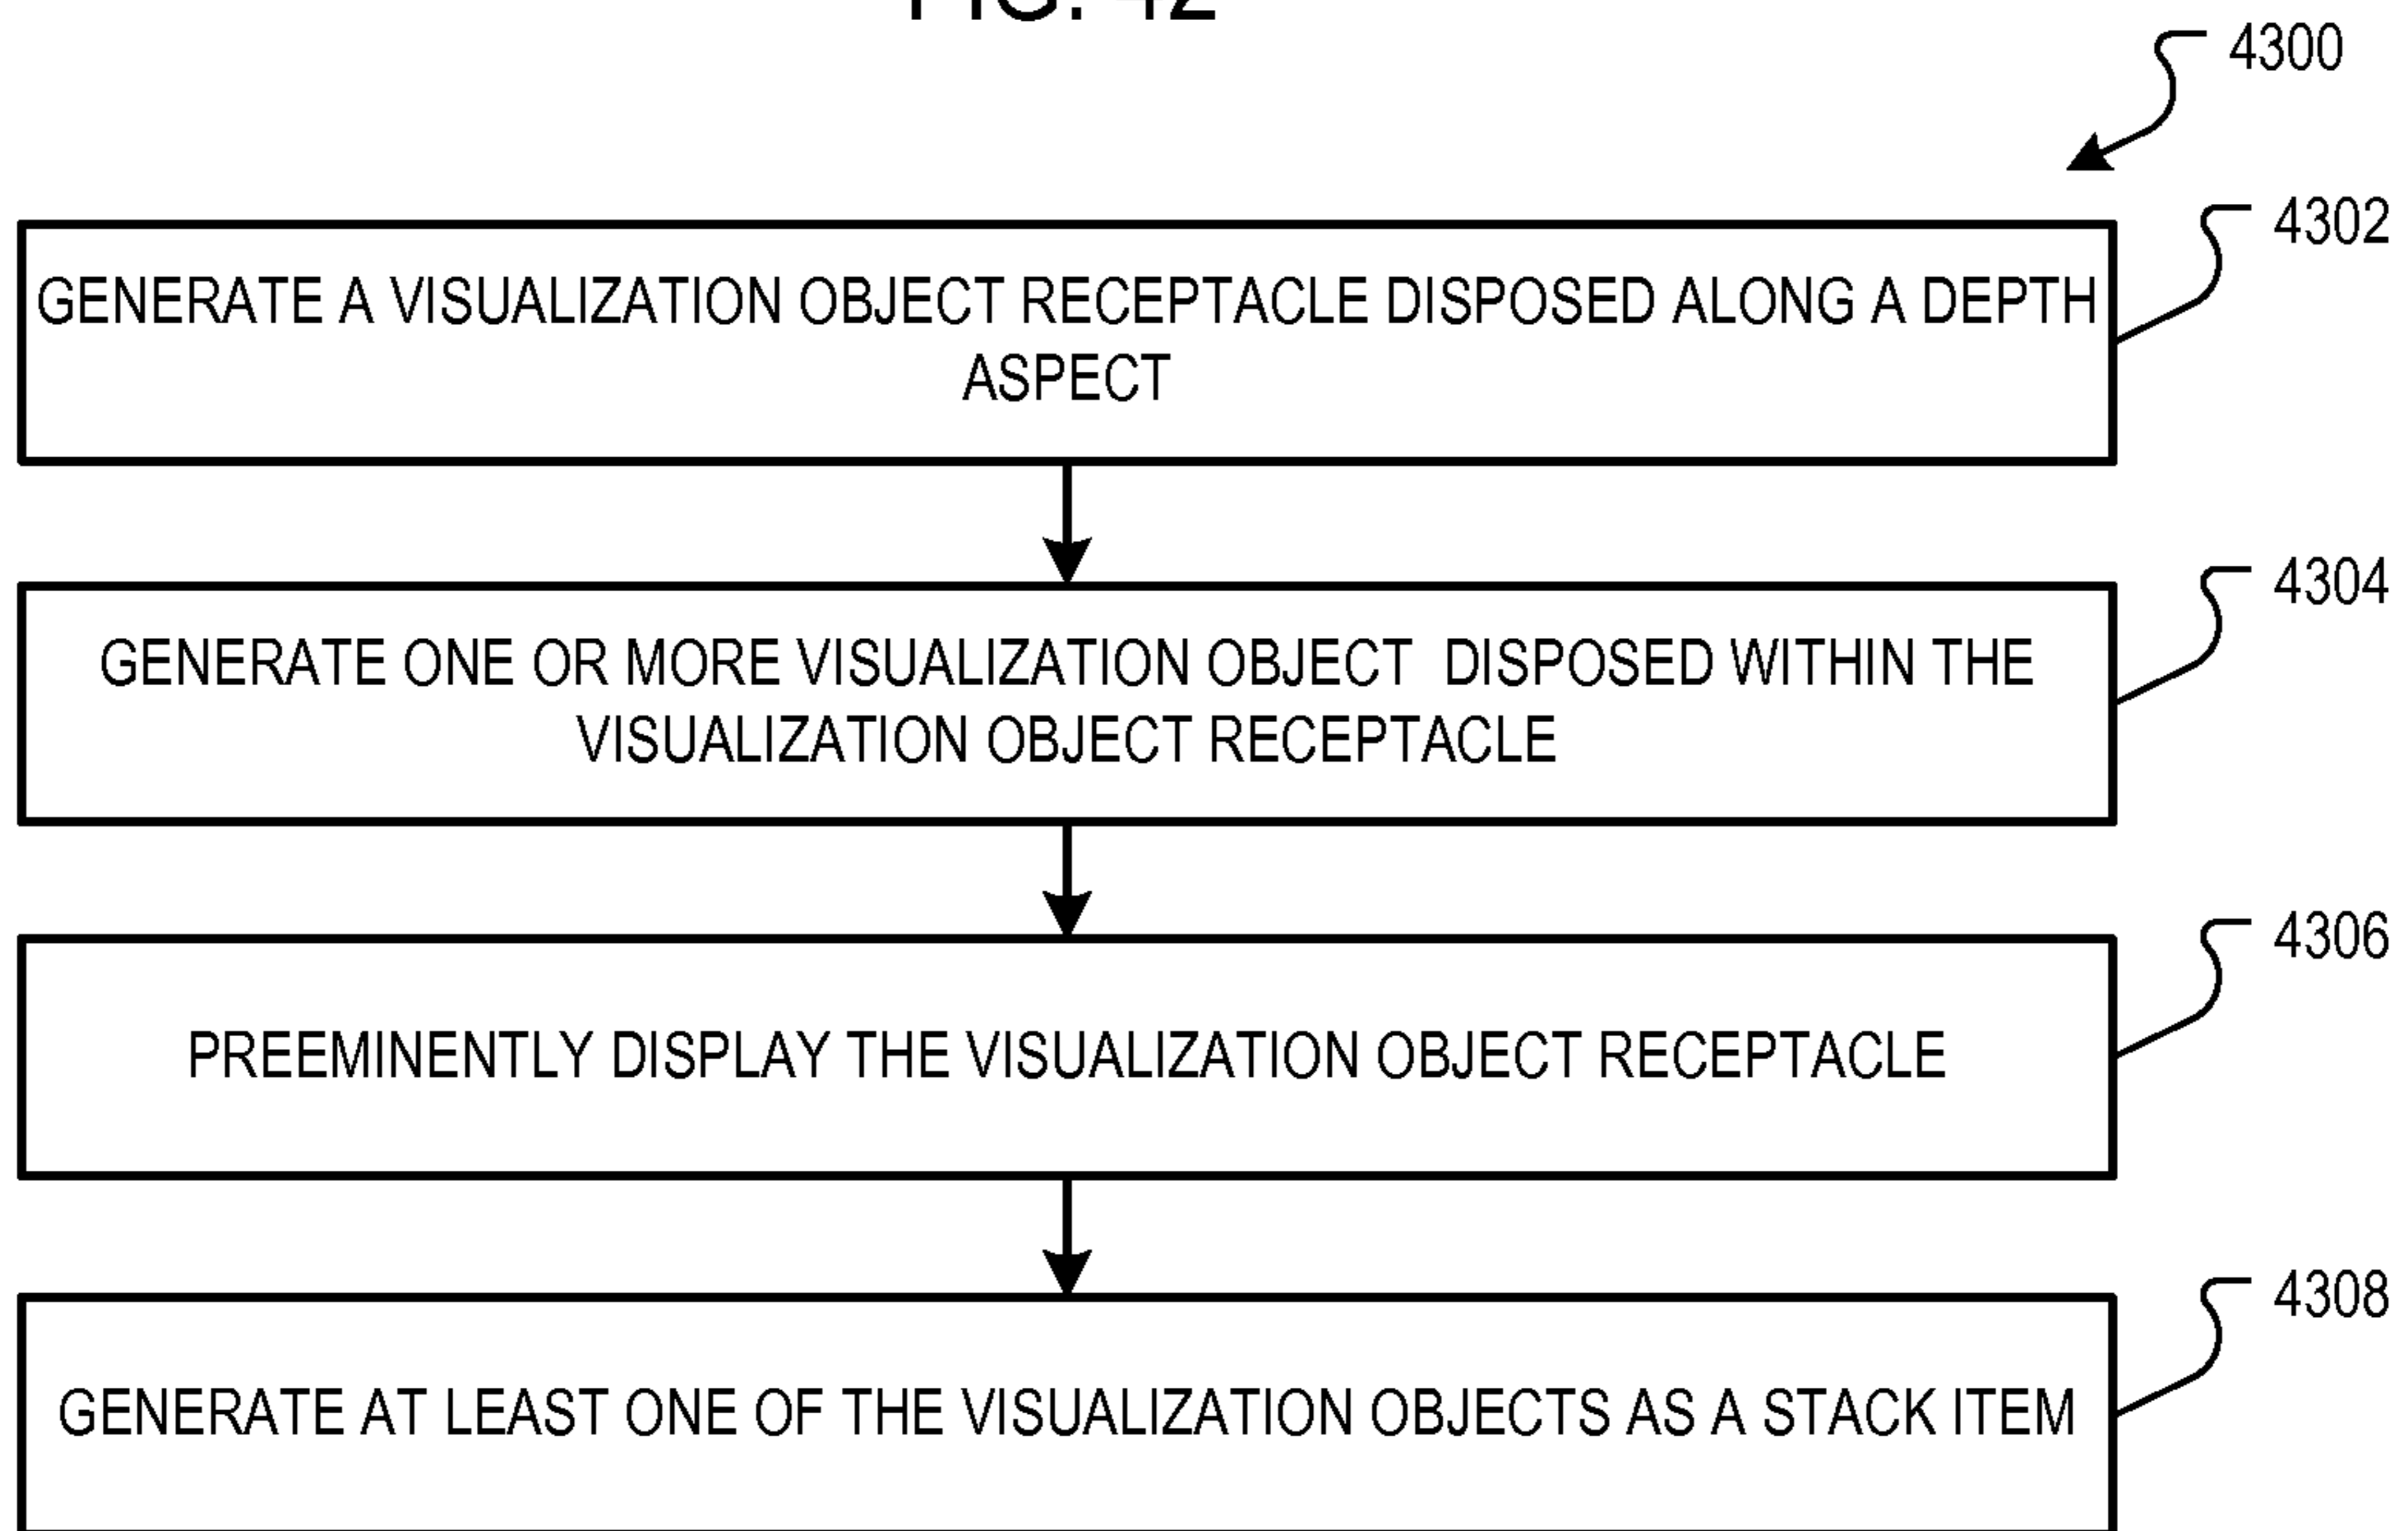 FIG. 42
4300
4302
GENERATE A VISUALIZATION OBJECT RECEPTACLE DISPOSED ALONG A DEPTH
ASPECT
4304
GENERATE ONE OR MORE VISUALIZATION OBJECT DISPOSED WITHIN THE
VISUALIZATION OBJECT RECEPTACLE
4306
PREEMINENTLY DISPLAY THE VISUALIZATION OBJECT RECEPTACLE
4308
GENERATE AT LEAST ONE OF THE VISUALIZATION OBJECTS AS A STACK ITEM